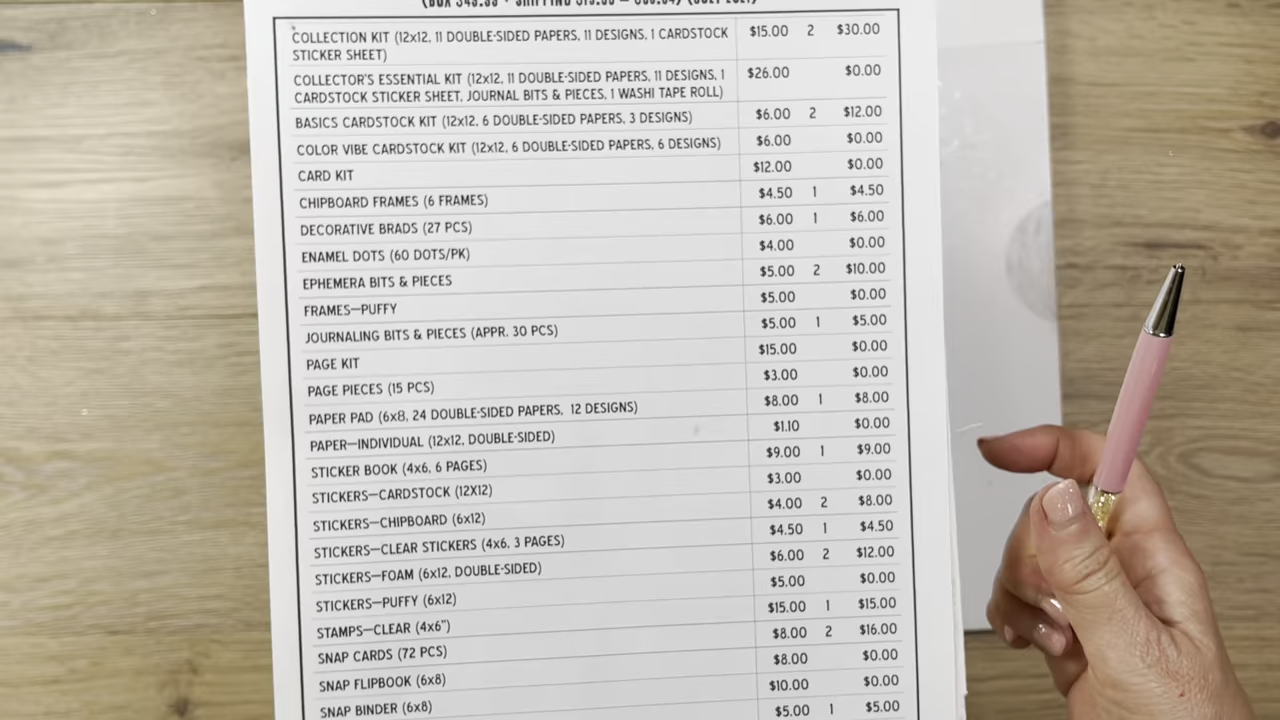 COLLECTION KIT (12x12, 11 DOUBLE-SIDED PAPERS, 11 DESIGNS, 1 CARDSTOCK $15.00 2 $30.00
STICKER SHEET)
COLLECTOR'S ESSENTIAL KIT (12x12, 11 DOUBLE-SIDED PAPERS, 11 DESIGNS, 1 $26.00 $0.00
CARDSTOCK STICKER SHEET, JOURNAL BITS & PIECES, 1 WASHI TAPE ROLL)
BASICS CARDSTOCK KIT (12x12, 6 DOUBLE-SIDED PAPERS, 3 DESIGNS) $6.00 2 $12.00
COLOR VIBE CARDSTOCK KIT (12x12, 6 DOUBLE-SIDED PAPERS, 6 DESIGNS) $6.00 $0.00
CARD KIT $12.00 $0.00
CHIPBOARD FRAMES (6 FRAMES) $4.50 1 $4.50
DECORATIVE BRADS (27 PCS) $6.00 1 $6.00
ENAMEL DOTS (60 DOTS/PK) $4.00 $0.00
EPHEMERA BITS & PIECES $5.00 2 $10.00
FRAMES—PUFFY $5.00 $0.00
JOURNALING BITS & PIECES (APPR. 30 PCS) $5.00 1 $5.00
PAGE KIT $15.00 $0.00
PAGE PIECES (15 PCS) $3.00 $0.00
PAPER PAD (6x8, 24 DOUBLE-SIDED PAPERS, 12 DESIGNS) $8.00 1 $8.00
PAPER—INDIVIDUAL (12x12, DOUBLE-SIDED) $1.10 $0.00
STICKER BOOK (4x6, 6 PAGES) $9.00 1 $9.00
STICKERS—CARDSTOCK (12X12) $3.00 $0.00
STICKERS—CHIPBOARD (6x12) $4.00 2 $8.00
STICKERS—CLEAR STICKERS (4x6, 3 PAGES) $4.50 1 $4.50
STICKERS—FOAM (6x12, DOUBLE-SIDED) $6.00 2 $12.00
STICKERS—PUFFY (6x12) $5.00 $0.00
STAMPS—CLEAR (4x6") $15.00 1 $15.00
SNAP CARDS (72 PCS) $8.00 2 $16.00
SNAP FLIPBOOK (6x8) $8.00 $0.00
SNAP BINDER (6x8) $10.00 $0.00
$5.00 1 $5.00